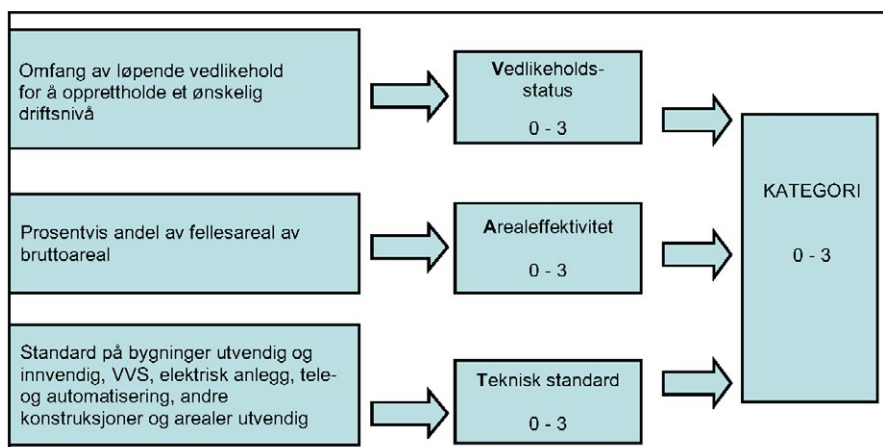 Omfang av løpende vedlikehold
for å opprettholde et ønskelig
driftsnivå
Vedlikeholds-
status
0 - 3
Prosentvis andel av fellesareal av
bruttoareal
Arealeffektivitet
0 - 3
Standard på bygninger utvendig og
innvendig, VVS, elektrisk anlegg, tele-
og automatisering, andre
konstruksjoner og arealer utvendig
Teknisk standard
0 - 3
KATEGORI
0 - 3